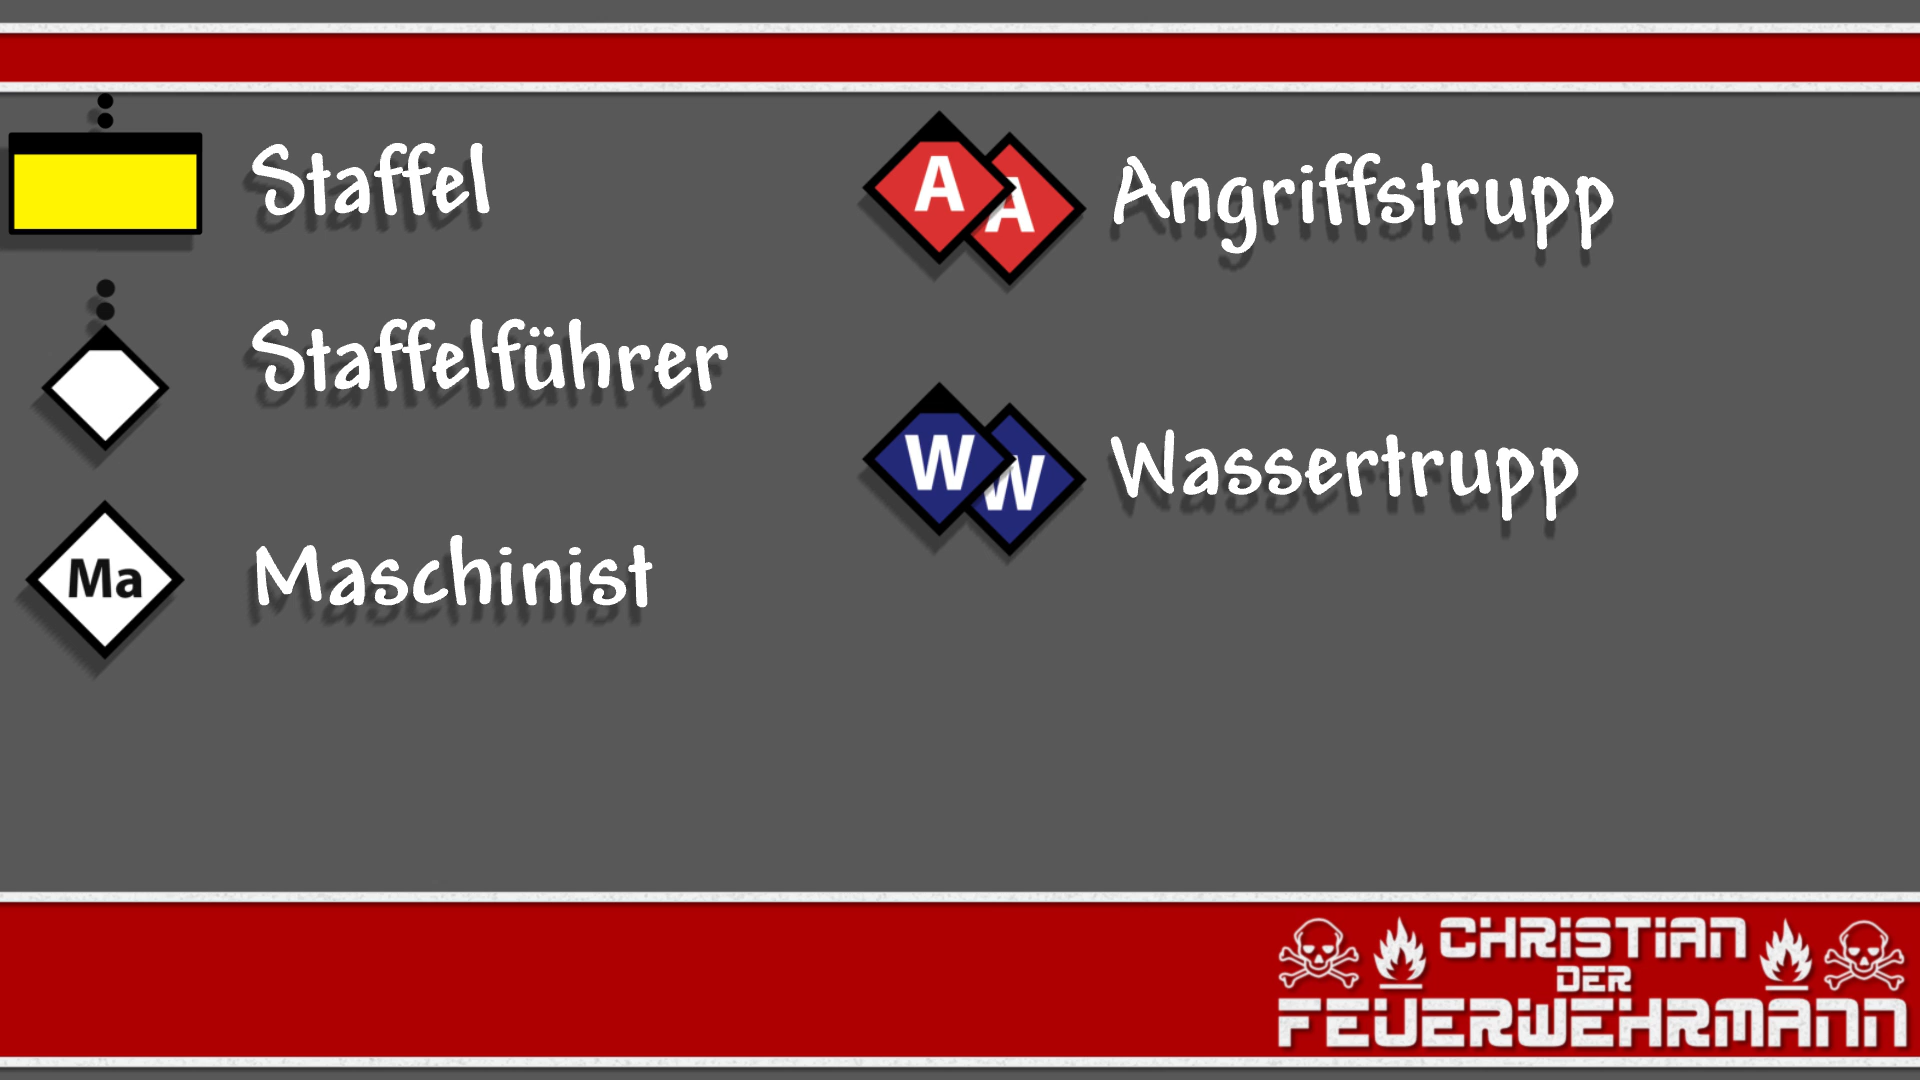 Staffel
Staffelführer
Ma Maschinist
A A Angriffstrupp
W W Wassertrupp
CHRISTIAN
DER
FEUERWEHRMANN